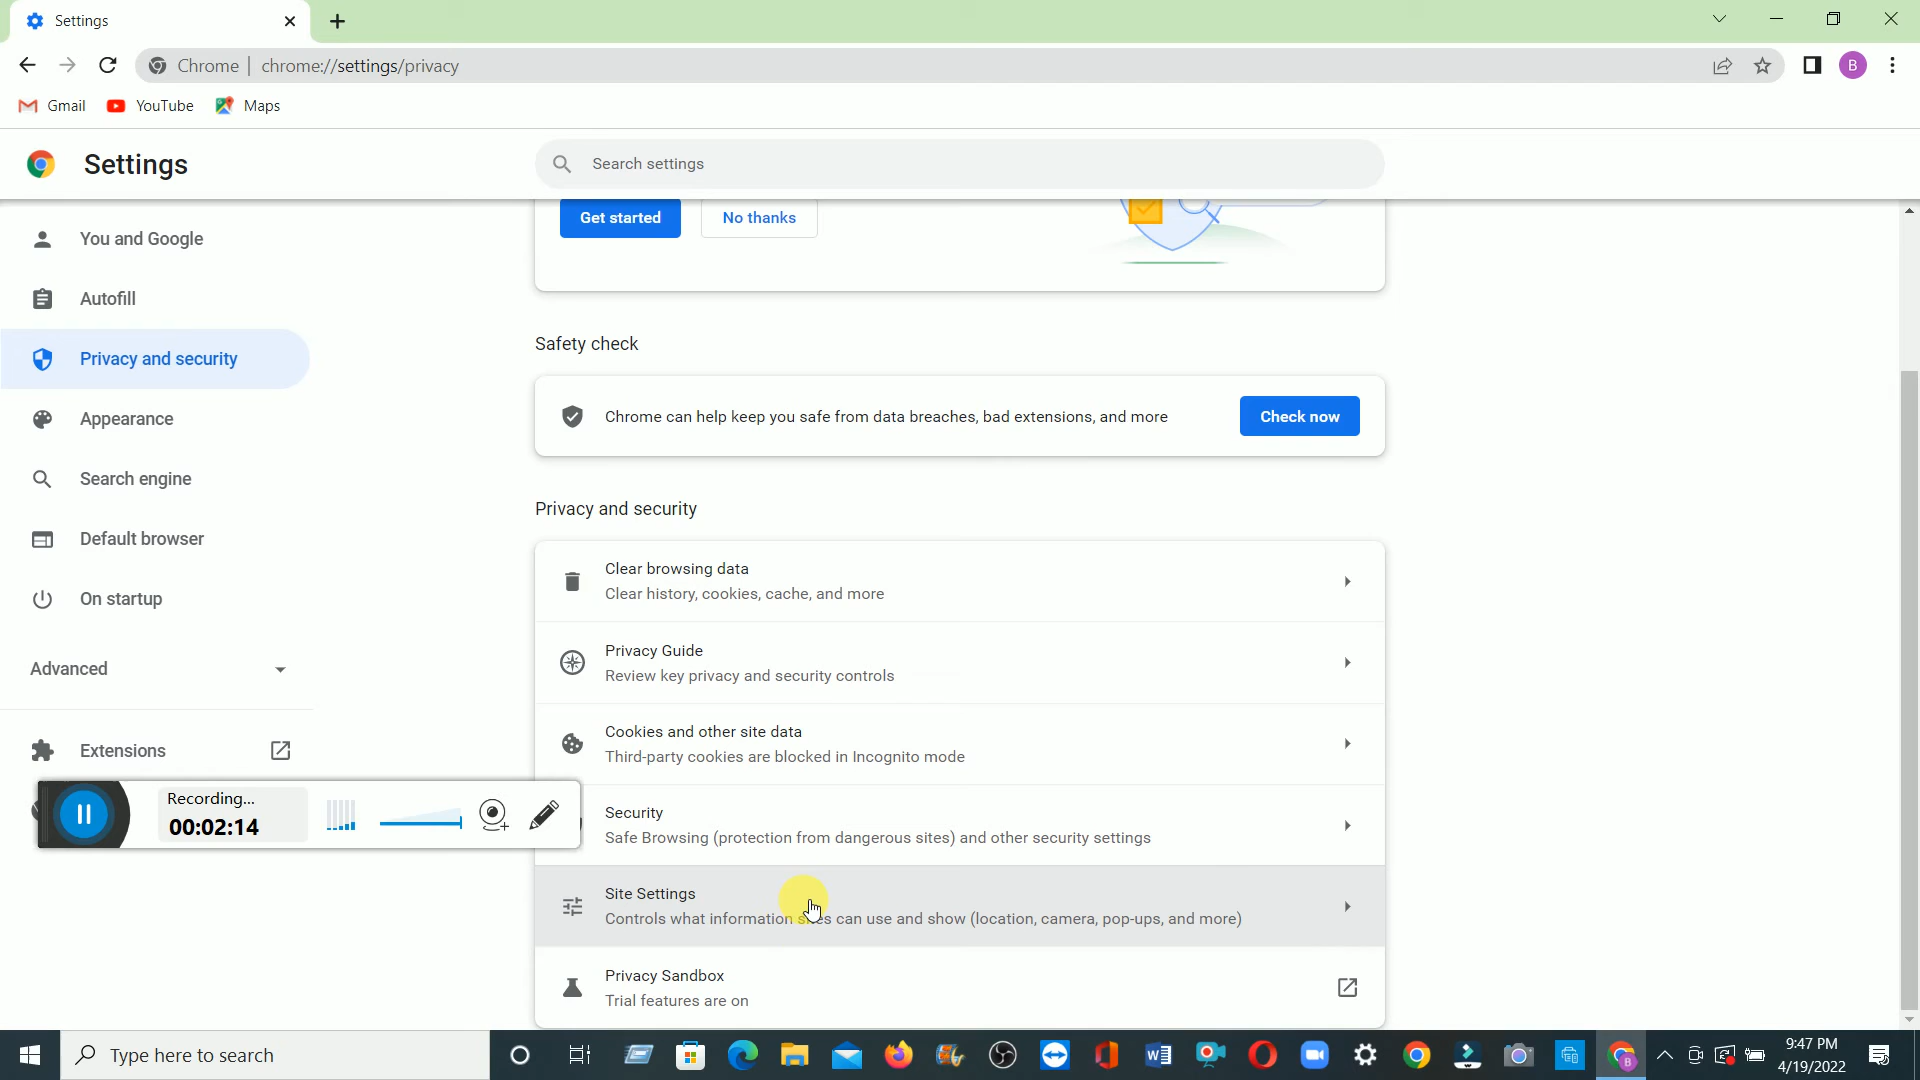 Settings
Chrome | chrome://settings/privacy
B
Gmail YouTube Maps
Settings
Search settings
You and Google
Autofill
Privacy and security
Appearance
Search engine
Default browser
On startup
Advanced
Extensions
Get started No thanks
Safety check
Chrome can help keep you safe from data breaches, bad extensions, and more Check now
Privacy and security
Clear browsing data
Clear history, cookies, cache, and more
Privacy Guide
Review key privacy and security controls
Cookies and other site data
Third-party cookies are blocked in Incognito mode
Security
Safe Browsing (protection from dangerous sites) and other security settings
Site Settings
Controls what information sites can use and show (location, camera, pop-ups, and more)
Privacy Sandbox
Trial features are on
Recording...
00:02:14
Type here to search
9:47 PM
4/19/2022